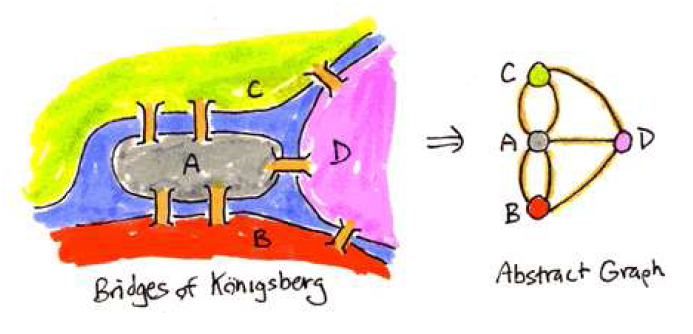 C
A
D
B
Bridges of Königsberg
⇒
C
A
D
B
Abstract Graph